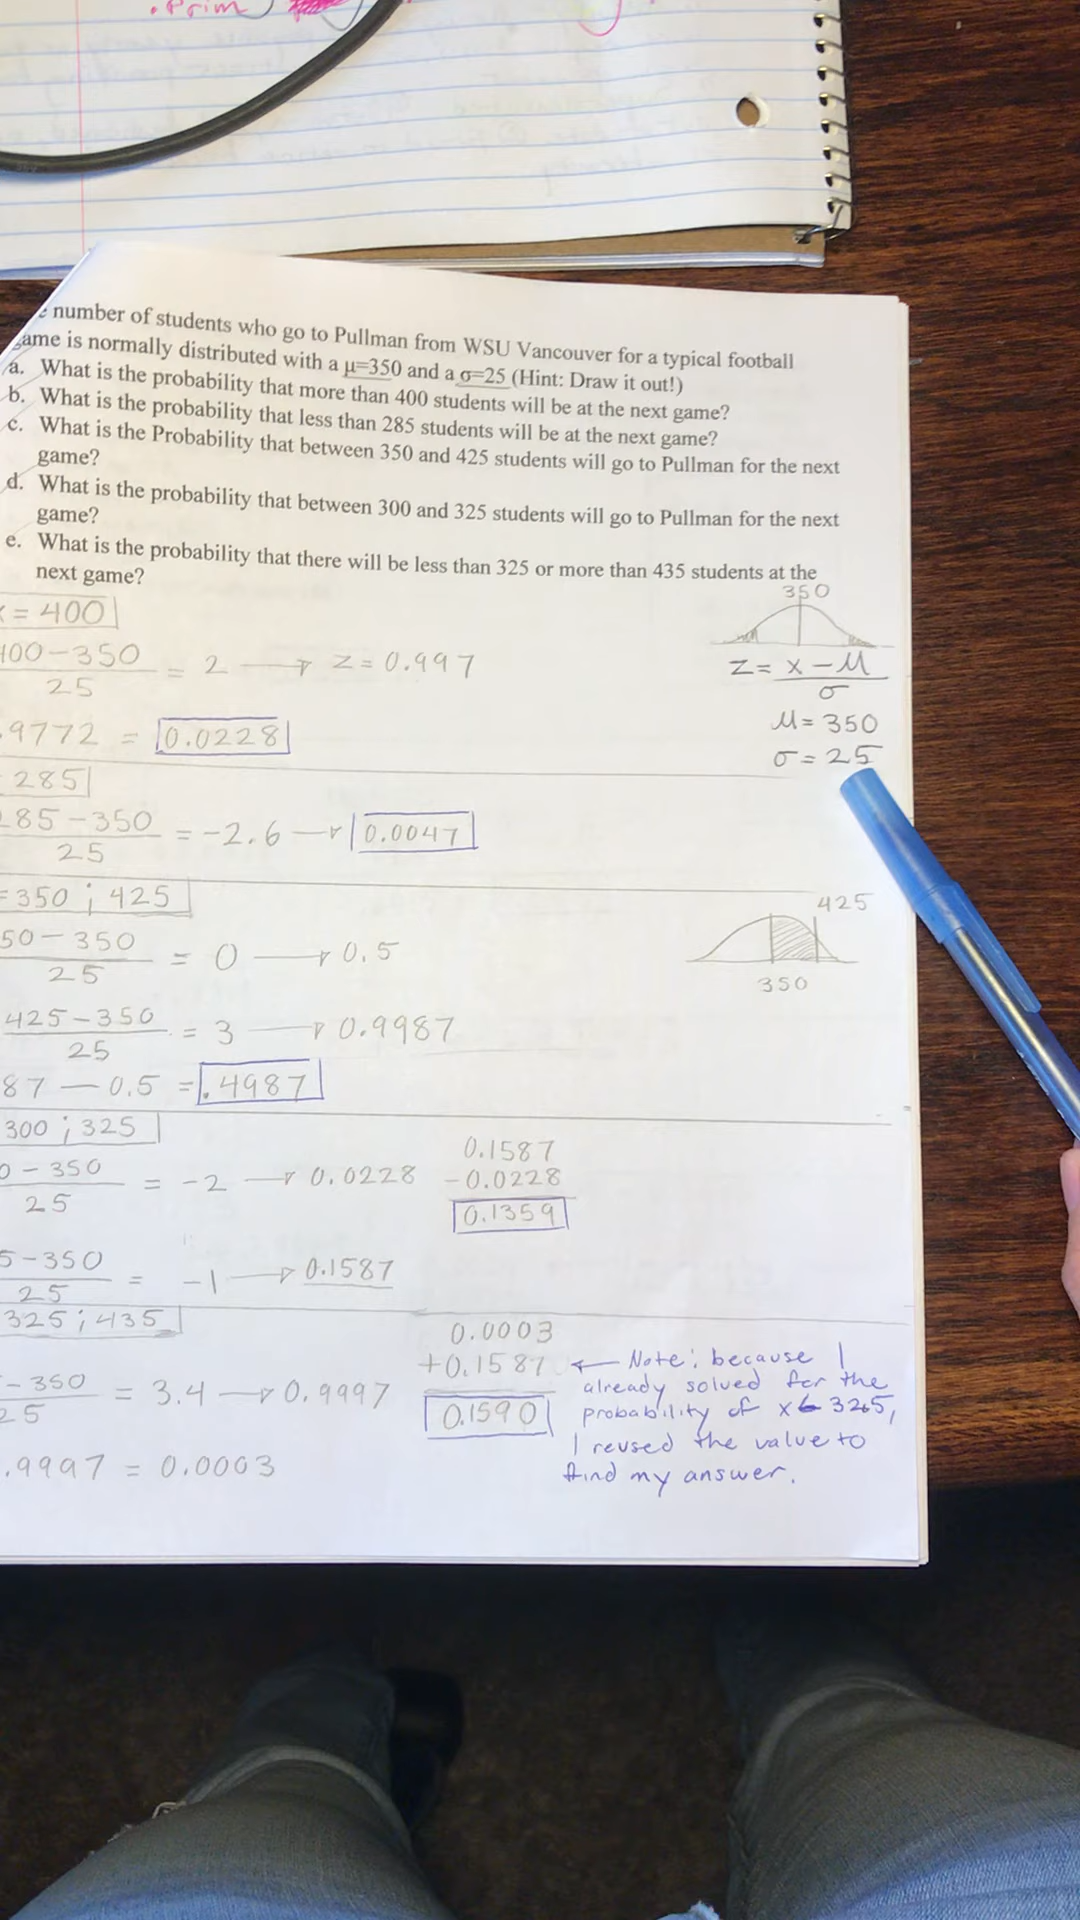 . Prim
number of students who go to Pullman from WSU Vancouver for a typical football
game is normally distributed with a μ=350 and a σ=25 (Hint: Draw it out!)
a. What is the probability that more than 400 students will be at the next game?
b. What is the probability that less than 285 students will be at the next game?
c. What is the Probability that between 350 and 425 students will go to Pullman for the next
game?
d. What is the probability that between 300 and 325 students will go to Pullman for the next
game?
e. What is the probability that there will be less than 325 or more than 435 students at the
next game?
350
x = 400
400 - 350
25
= 2 → z = 0.997
z = x - μ
σ
μ = 350
σ = 25
.9772 = 0.0228
285
285 - 350
25
= -2.6 → 0.0047
= 350 ; 425
425
350
50 - 350
25
= 0 → 0.5
425 - 350
25
= 3 → 0.9987
87 - 0.5 = .4987
300 ; 325
0 - 350
25
= -2 → 0.0228
0.1587
-0.0228
0.1359
5 - 350
25
= -1 → 0.1587
325 ; 435
- 350
25
= 3.4 → 0.9997
0.0003
+0.1587
0.1590
.9997 = 0.0003
← Note: because I
already solved for the
probability of x < 325,
I reused the value to
find my answer.